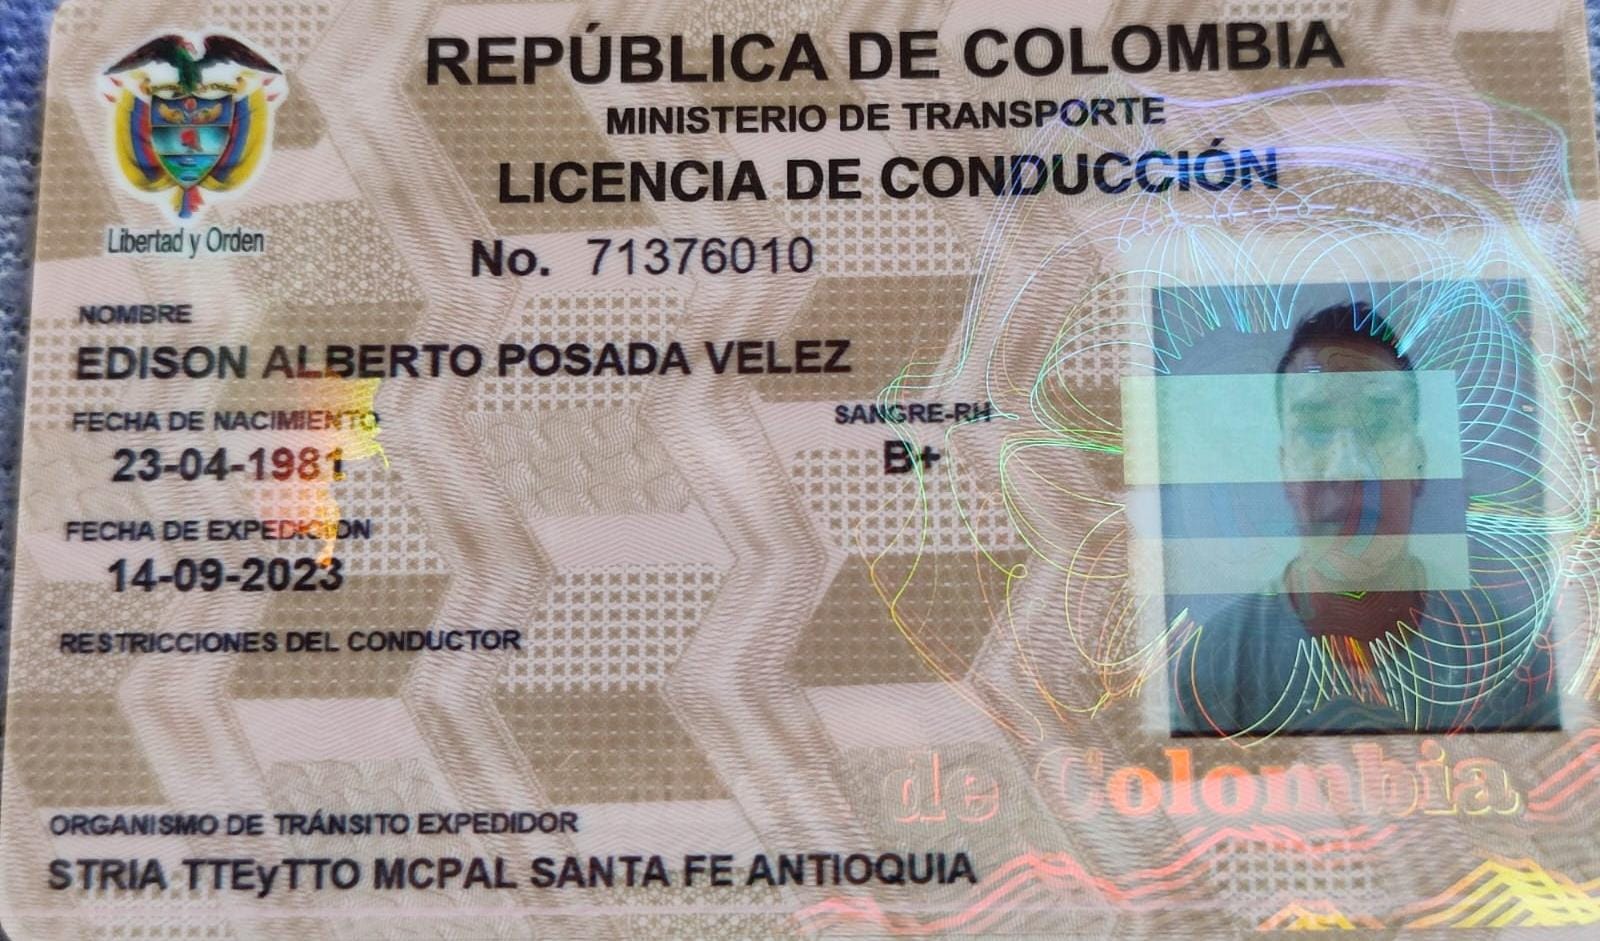 REPÚBLICA DE COLOMBIA
MINISTERIO DE TRANSPORTE
LICENCIA DE CONDUCCIÓN
Libertad y Orden
No. 71376010
NOMBRE
EDISON ALBERTO POSADA VELEZ
FECHA DE NACIMIENTO
23-04-1981
SANGRE-RH
B+
FECHA DE EXPEDICIÓN
14-09-2023
RESTRICCIONES DEL CONDUCTOR
de Colombia
ORGANISMO DE TRÁNSITO EXPEDIDOR
STRIA TTEyTTO MCPAL SANTA FE ANTIOQUIA